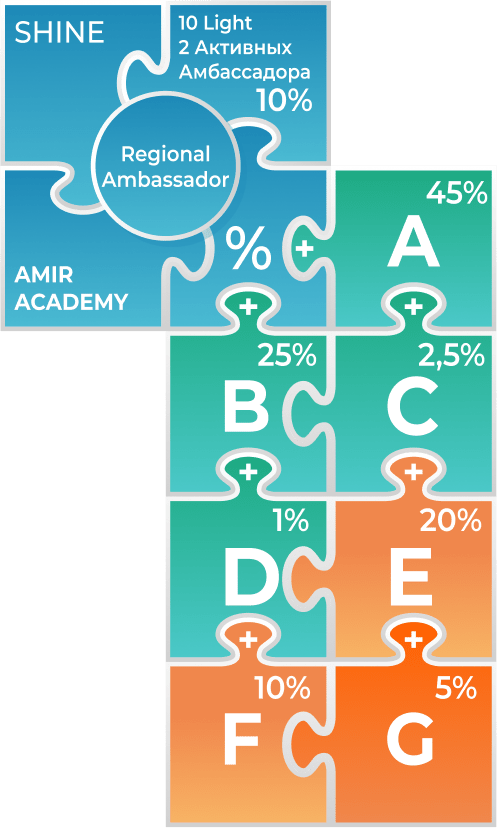 SHINE
10 Light
2 Активных
Амбассадора
10%
Regional
Ambassador
AMIR
ACADEMY
%
+
45%
A
+
+
25%
B
2,5%
C
+
+
1%
D
20%
E
+
+
10%
F
5%
G